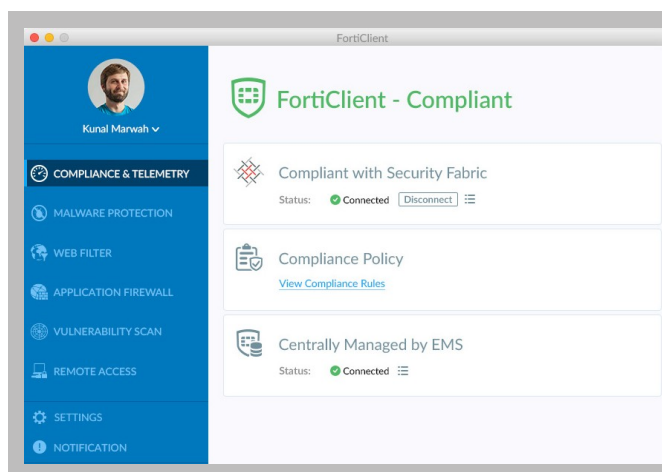 FortiClient
Kunal Marwah
COMPLIANCE & TELEMETRY
MALWARE PROTECTION
WEB FILTER
APPLICATION FIREWALL
VULNERABILITY SCAN
REMOTE ACCESS
SETTINGS
NOTIFICATION
FortiClient - Compliant
Compliant with Security Fabric
Status: Connected Disconnect
Compliance Policy
View Compliance Rules
Centrally Managed by EMS
Status: Connected